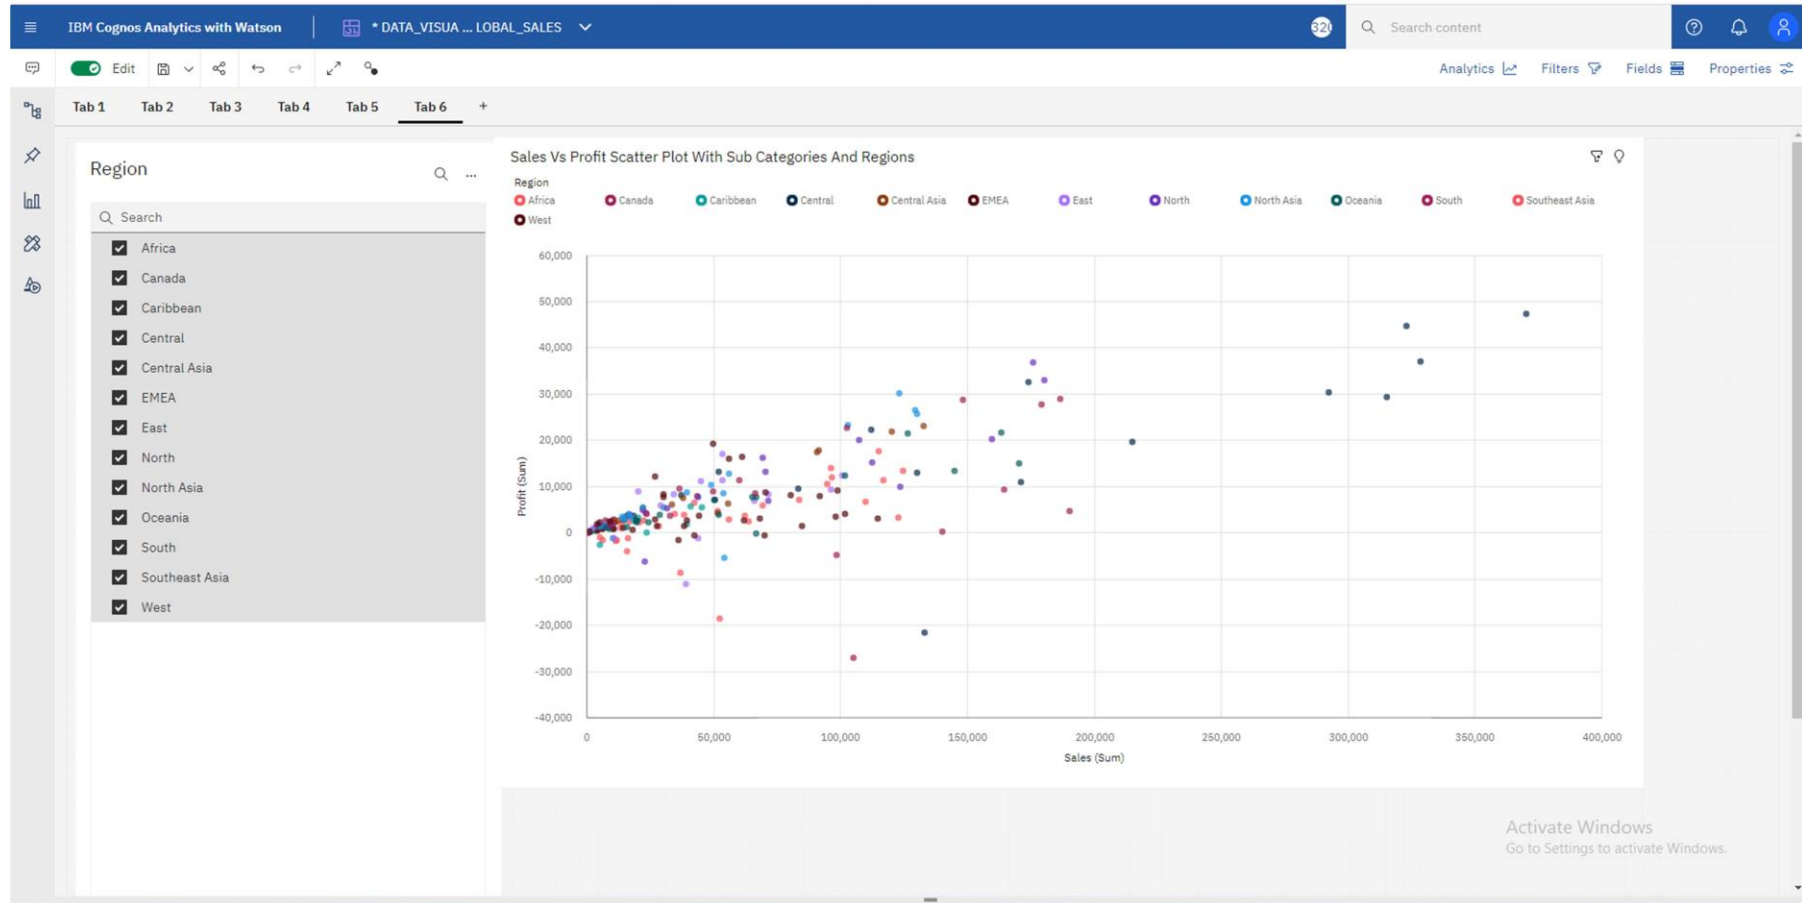 IBM Cognos Analytics with Watson
* DATA_VISUA ... LOBAL_SALES
320
Search content
Edit
Analytics
Filters
Fields
Properties
Tab 1
Tab 2
Tab 3
Tab 4
Tab 5
Tab 6
+
Region
...
Search
Africa
Canada
Caribbean
Central
Central Asia
EMEA
East
North
North Asia
Oceania
South
Southeast Asia
West
Sales Vs Profit Scatter Plot With Sub Categories And Regions
Region
Africa
Canada
Caribbean
Central
Central Asia
EMEA
East
North
North Asia
Oceania
South
Southeast Asia
West
Profit (Sum)
60,000
50,000
40,000
30,000
20,000
10,000
0
-10,000
-20,000
-30,000
-40,000
0
50,000
100,000
150,000
200,000
250,000
300,000
350,000
400,000
Sales (Sum)
Activate Windows
Go to Settings to activate Windows.